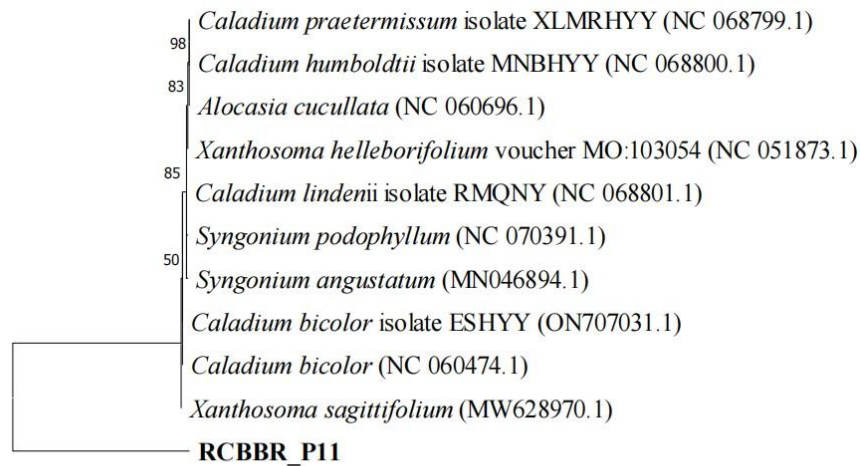 Caladium praetermissum isolate XLMRHYY (NC 068799.1)
98
Caladium humboldtii isolate MNBHYY (NC 068800.1)
83
Alocasia cucullata (NC 060696.1)
Xanthosoma helleborifolium voucher MO:103054 (NC 051873.1)
85
Caladium lindenii isolate RMQNY (NC 068801.1)
Syngonium podophyllum (NC 070391.1)
50
Syngonium angustatum (MN046894.1)
Caladium bicolor isolate ESHYY (ON707031.1)
Caladium bicolor (NC 060474.1)
Xanthosoma sagittifolium (MW628970.1)
RCBBR_P11